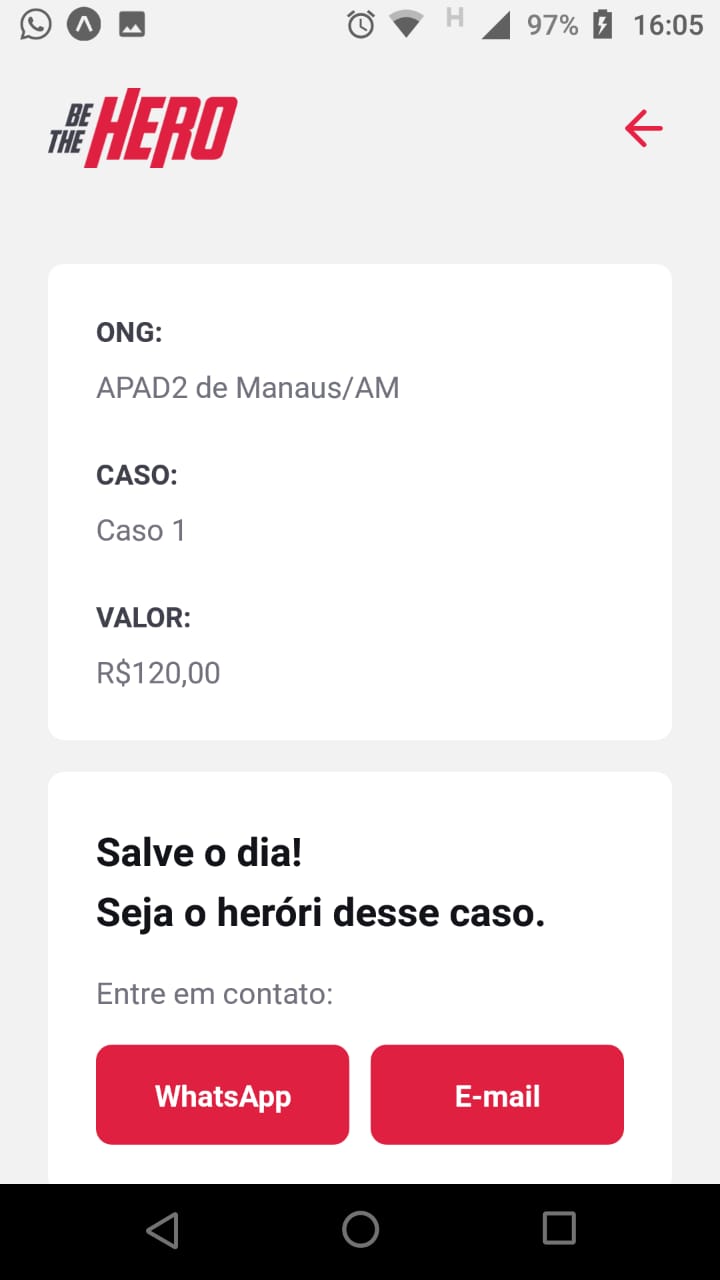 H 97% 16:05
BE THE HERO
ONG:
APAD2 de Manaus/AM
CASO:
Caso 1
VALOR:
R$120,00
Salve o dia!
Seja o heróri desse caso.
Entre em contato:
WhatsApp E-mail